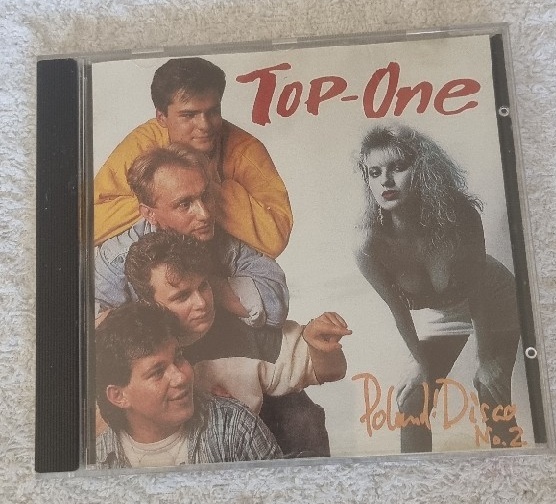 Top-One
Poland! Disco
No. 2